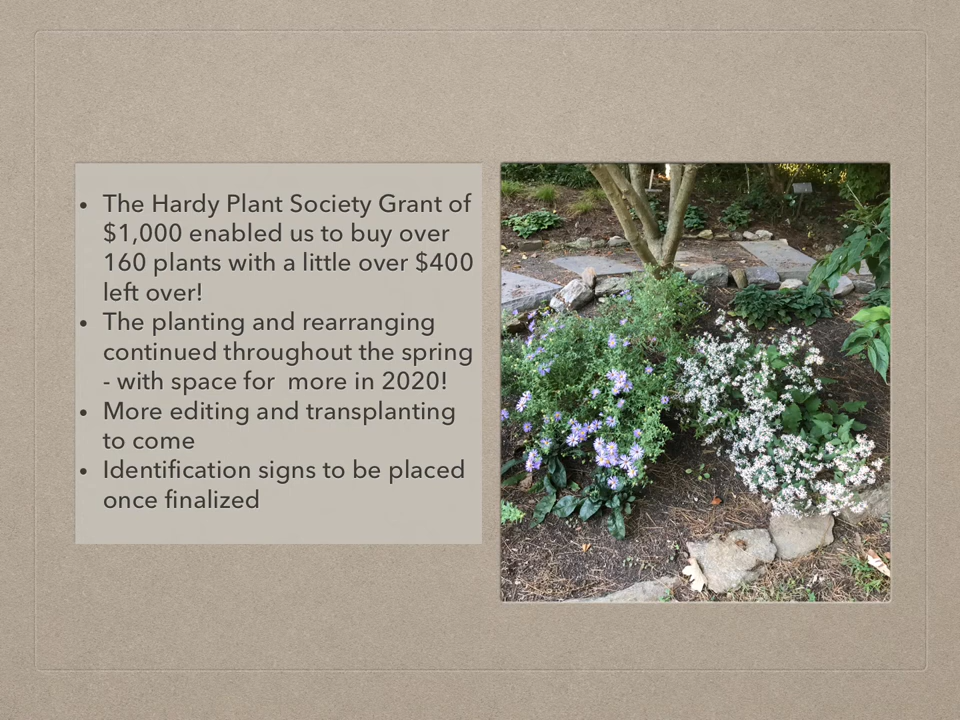 • The Hardy Plant Society Grant of
$1,000 enabled us to buy over
160 plants with a little over $400
left over!
• The planting and rearranging
continued throughout the spring
- with space for  more in 2020!
• More editing and transplanting
to come
• Identification signs to be placed
once finalized